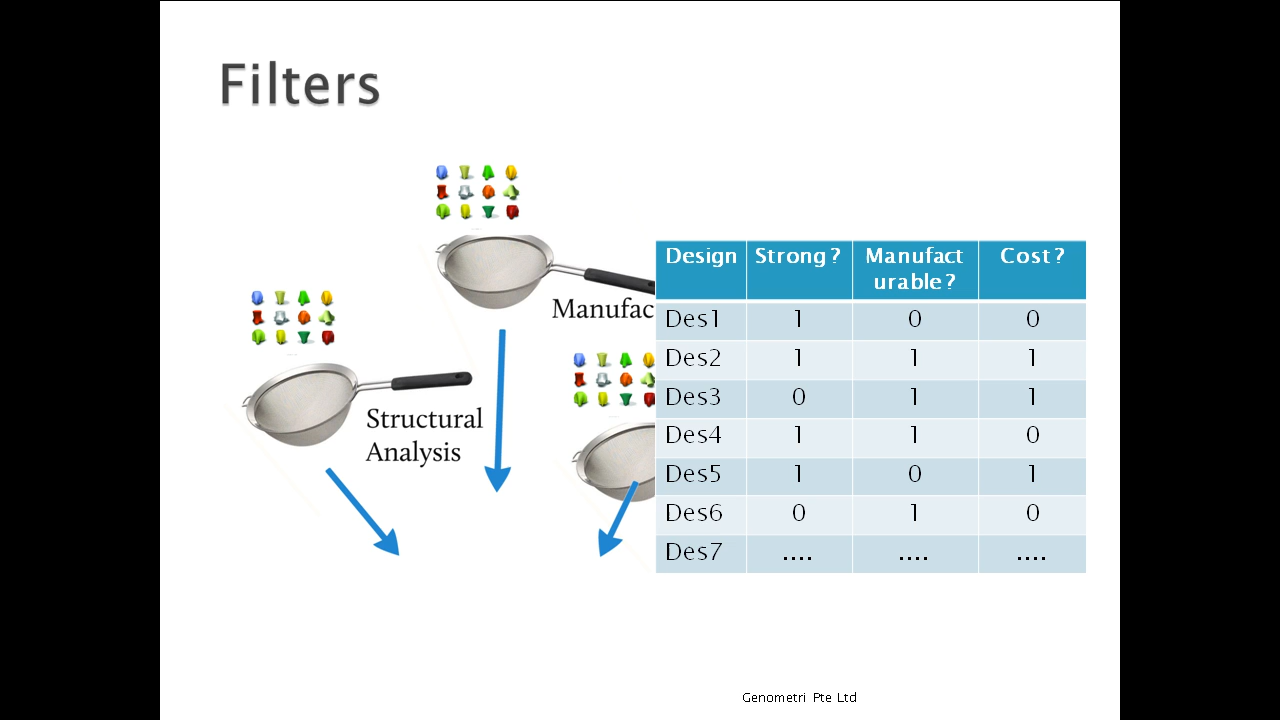 Filters
Manufac
Structural
Analysis
Design Strong? Manufact urable? Cost?
Des1 1 0 0
Des2 1 1 1
Des3 0 1 1
Des4 1 1 0
Des5 1 0 1
Des6 0 1 0
Des7 .... .... ....
Genometri Pte Ltd